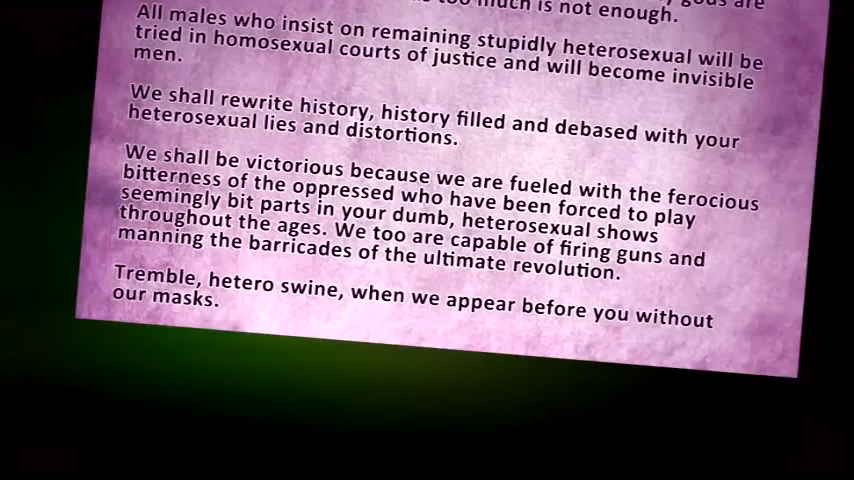 gods are
too much is not enough.
All males who insist on remaining stupidly heterosexual will be
tried in homosexual courts of justice and will become invisible
men.
We shall rewrite history, history filled and debased with your
heterosexual lies and distortions.
We shall be victorious because we are fueled with the ferocious
bitterness of the oppressed who have been forced to play
seemingly bit parts in your dumb, heterosexual shows
throughout the ages. We too are capable of firing guns and
manning the barricades of the ultimate revolution.
Tremble, hetero swine, when we appear before you without
our masks.